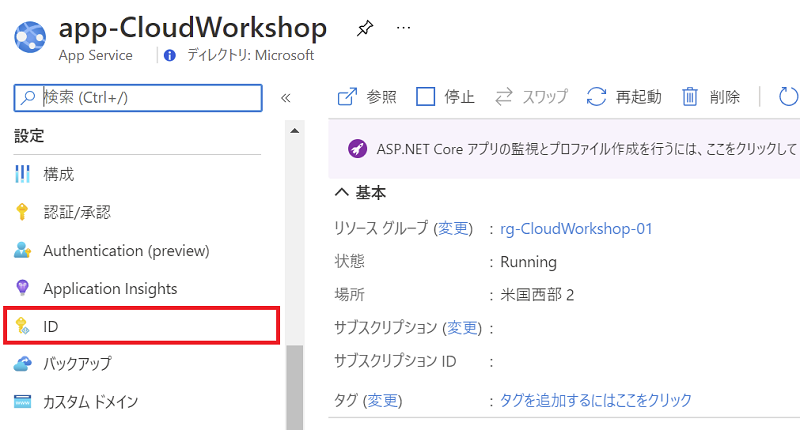 app-CloudWorkshop
App Service
ディレクトリ: Microsoft
検索 (Ctrl+/)
参照
停止
スワップ
再起動
削除
設定
構成
認証/承認
Authentication (preview)
Application Insights
ID
バックアップ
カスタム ドメイン
ASP.NET Core アプリの監視とプロファイル作成を行うには、ここをクリックして
基本
リソース グループ (変更) : rg-CloudWorkshop-01
状態 : Running
場所 : 米国西部 2
サブスクリプション (変更) :
サブスクリプション ID :
タグ (変更) : タグを追加するにはここをクリック